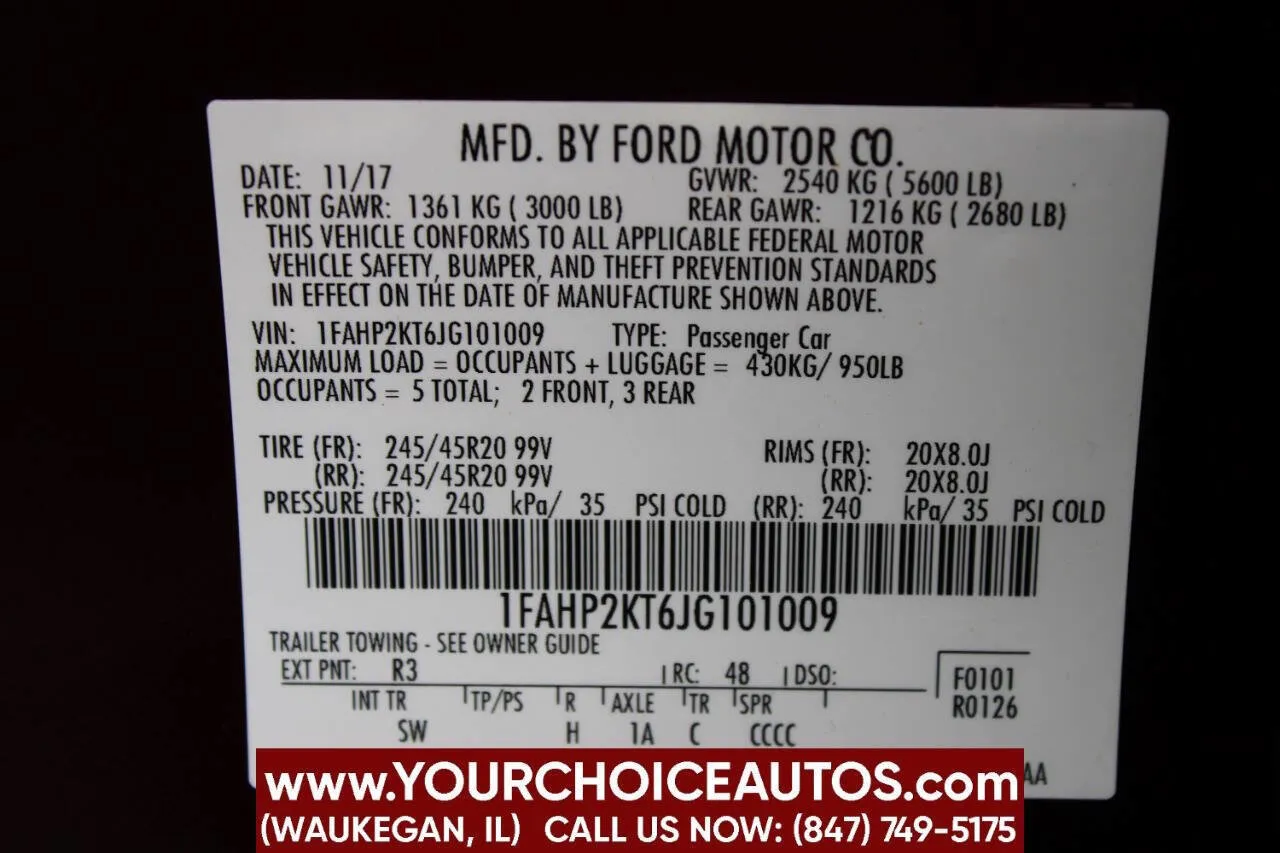 MFD. BY FORD MOTOR CO.
DATE: 11/17 GVWR: 2540 KG ( 5600 LB)
FRONT GAWR: 1361 KG ( 3000 LB) REAR GAWR: 1216 KG ( 2680 LB)
THIS VEHICLE CONFORMS TO ALL APPLICABLE FEDERAL MOTOR
VEHICLE SAFETY, BUMPER, AND THEFT PREVENTION STANDARDS
IN EFFECT ON THE DATE OF MANUFACTURE SHOWN ABOVE.
VIN: 1FAHP2KT6JG101009 TYPE: Passenger Car
MAXIMUM LOAD = OCCUPANTS + LUGGAGE = 430KG/ 950LB
OCCUPANTS = 5 TOTAL; 2 FRONT, 3 REAR
TIRE (FR): 245/45R20 99V RIMS (FR): 20X8.0J
(RR): 245/45R20 99V (RR): 20X8.0J
PRESSURE (FR): 240 kPa/ 35 PSI COLD (RR): 240 kPa/ 35 PSI COLD
1FAHP2KT6JG101009
TRAILER TOWING - SEE OWNER GUIDE
EXT PNT: R3 RC: 48 DSO: F0101
INT TR TP/PS R AXLE TR SPR R0126
SW H 1A C CCCC
AA
www.YOURCHOICEAUTOS.com
(WAUKEGAN, IL) CALL US NOW: (847) 749-5175